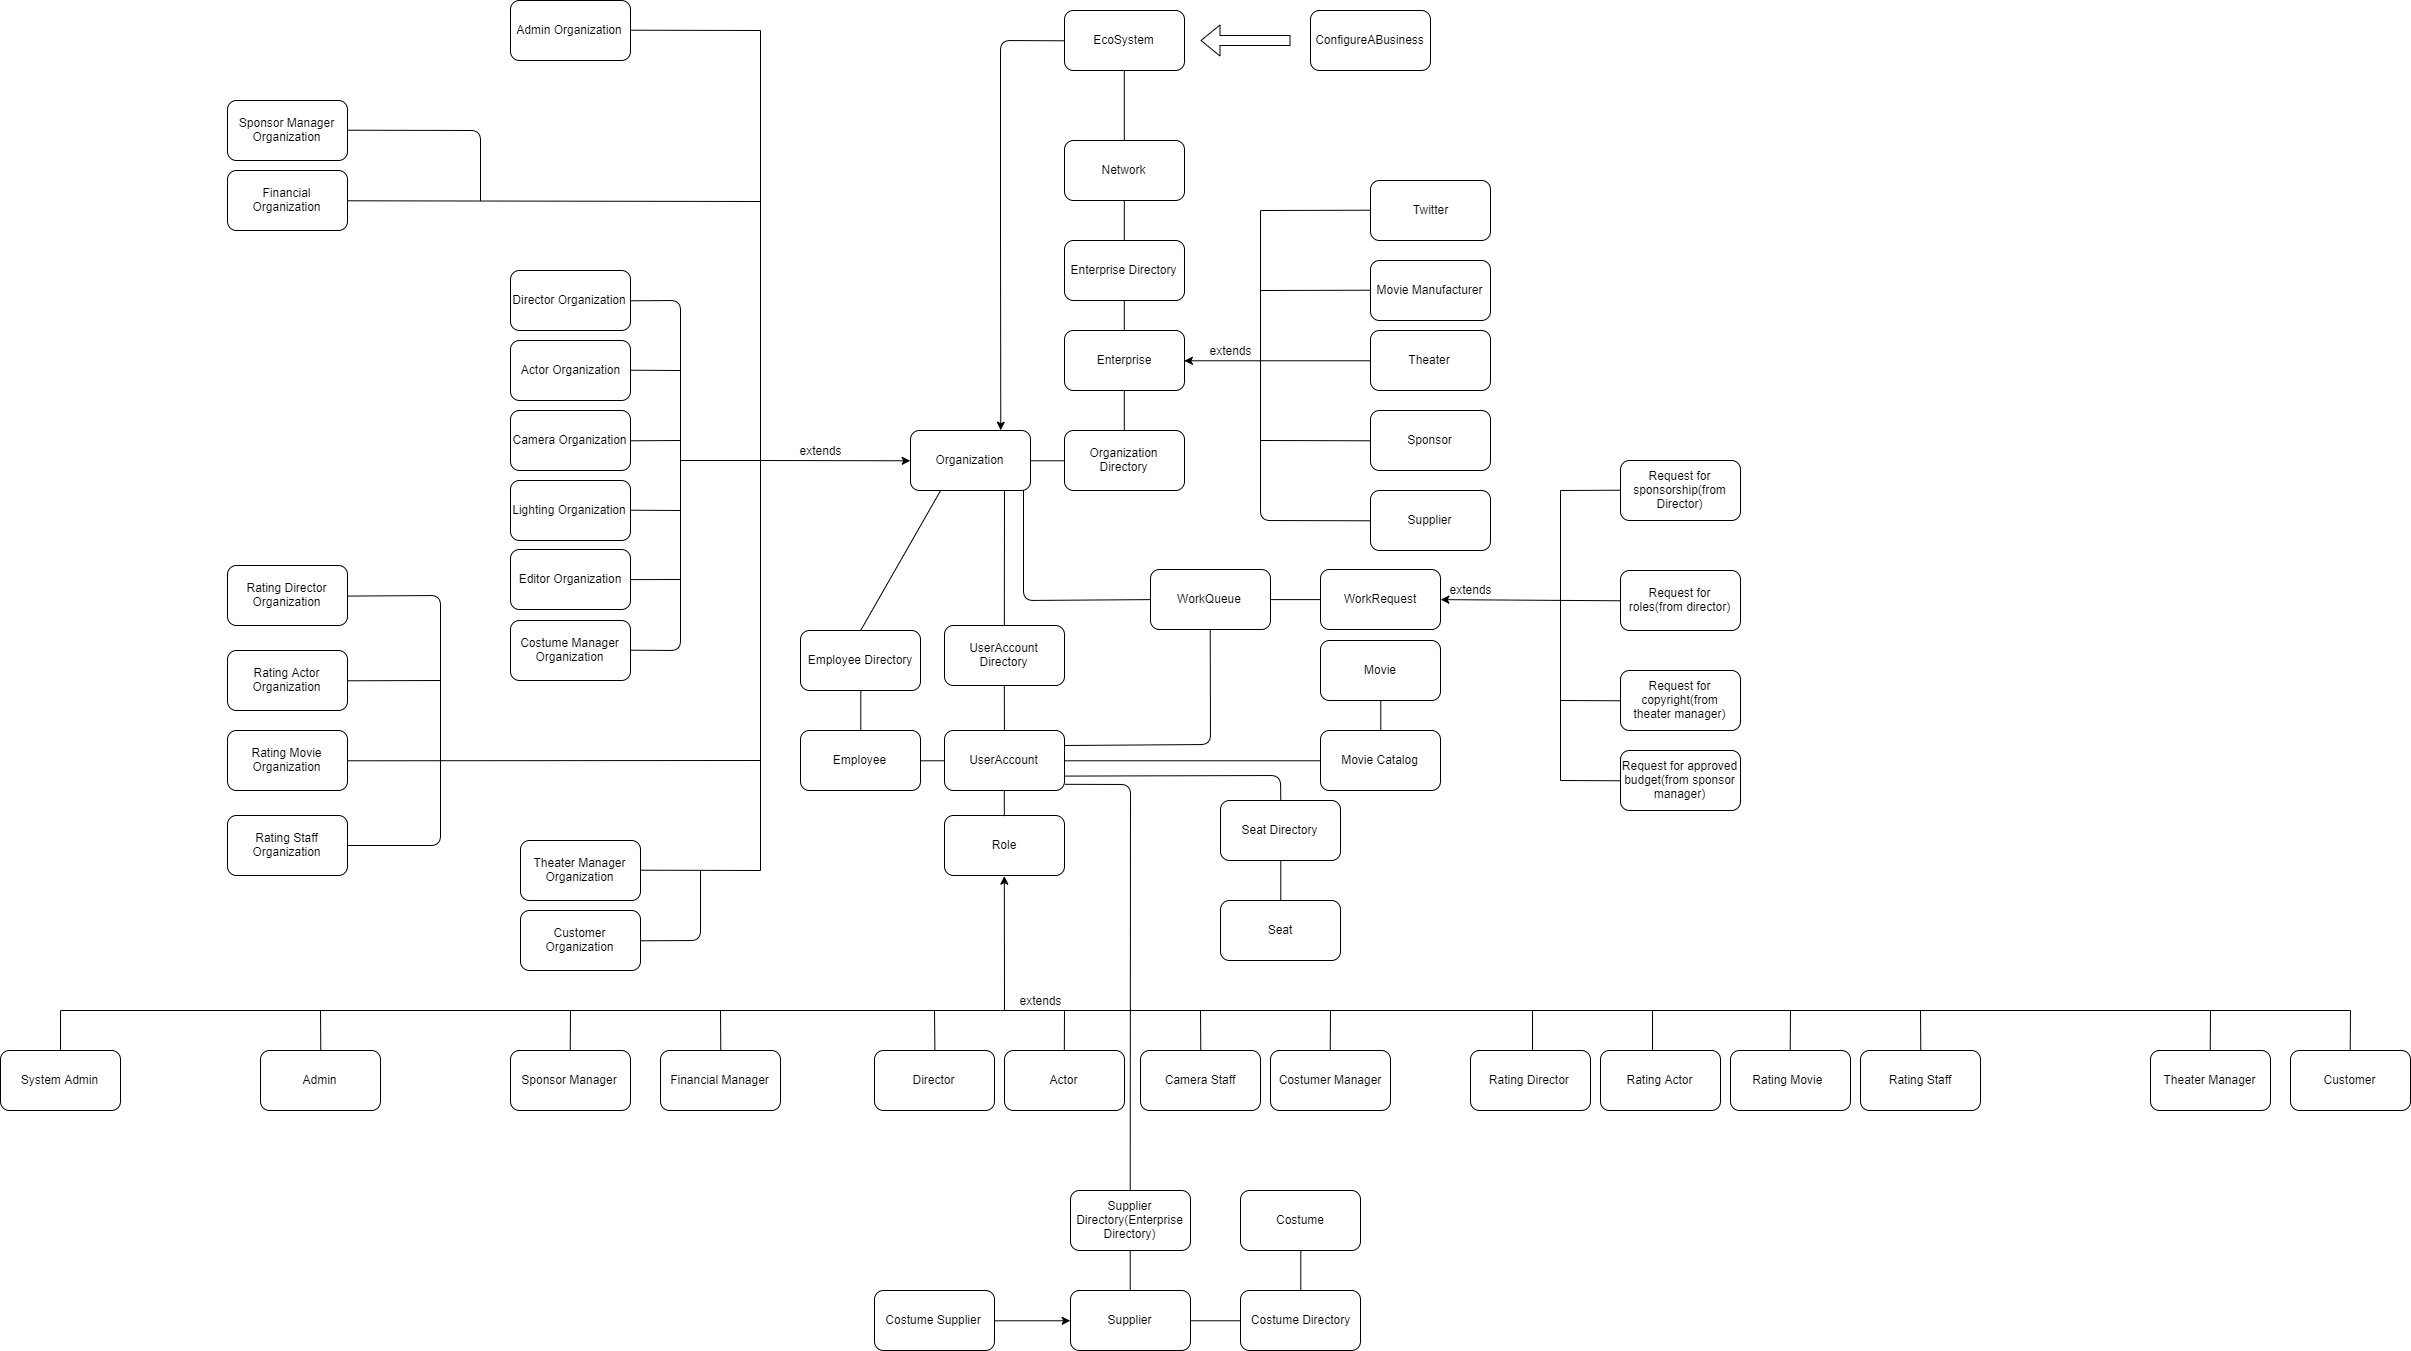 Admin Organization
EcoSystem
ConfigureABusiness
Sponsor Manager
Organization
Network
Financial
Organization
Twitter
Enterprise Directory
Movie Manufacturer
Director Organization
Enterprise
extends
Theater
Actor Organization
Camera Organization
extends
Organization
Organization
Directory
Sponsor
Request for
sponsorship(from
Director)
Lighting Organization
Supplier
Editor Organization
Rating Director
Organization
WorkQueue
WorkRequest
extends
Request for
roles(from director)
Costume Manager
Organization
Employee Directory
UserAccount
Directory
Movie
Rating Actor
Organization
Request for
copyright(from
theater manager)
Rating Movie
Organization
Employee
UserAccount
Movie Catalog
Request for approved
budget(from sponsor
manager)
Rating Staff
Organization
Theater Manager
Organization
Role
Seat Directory
Customer
Organization
Seat
extends
System Admin
Admin
Sponsor Manager
Financial Manager
Director
Actor
Camera Staff
Costumer Manager
Rating Director
Rating Actor
Rating Movie
Rating Staff
Theater Manager
Customer
Supplier
Directory(Enterprise
Directory)
Costume
Costume Supplier
Supplier
Costume Directory